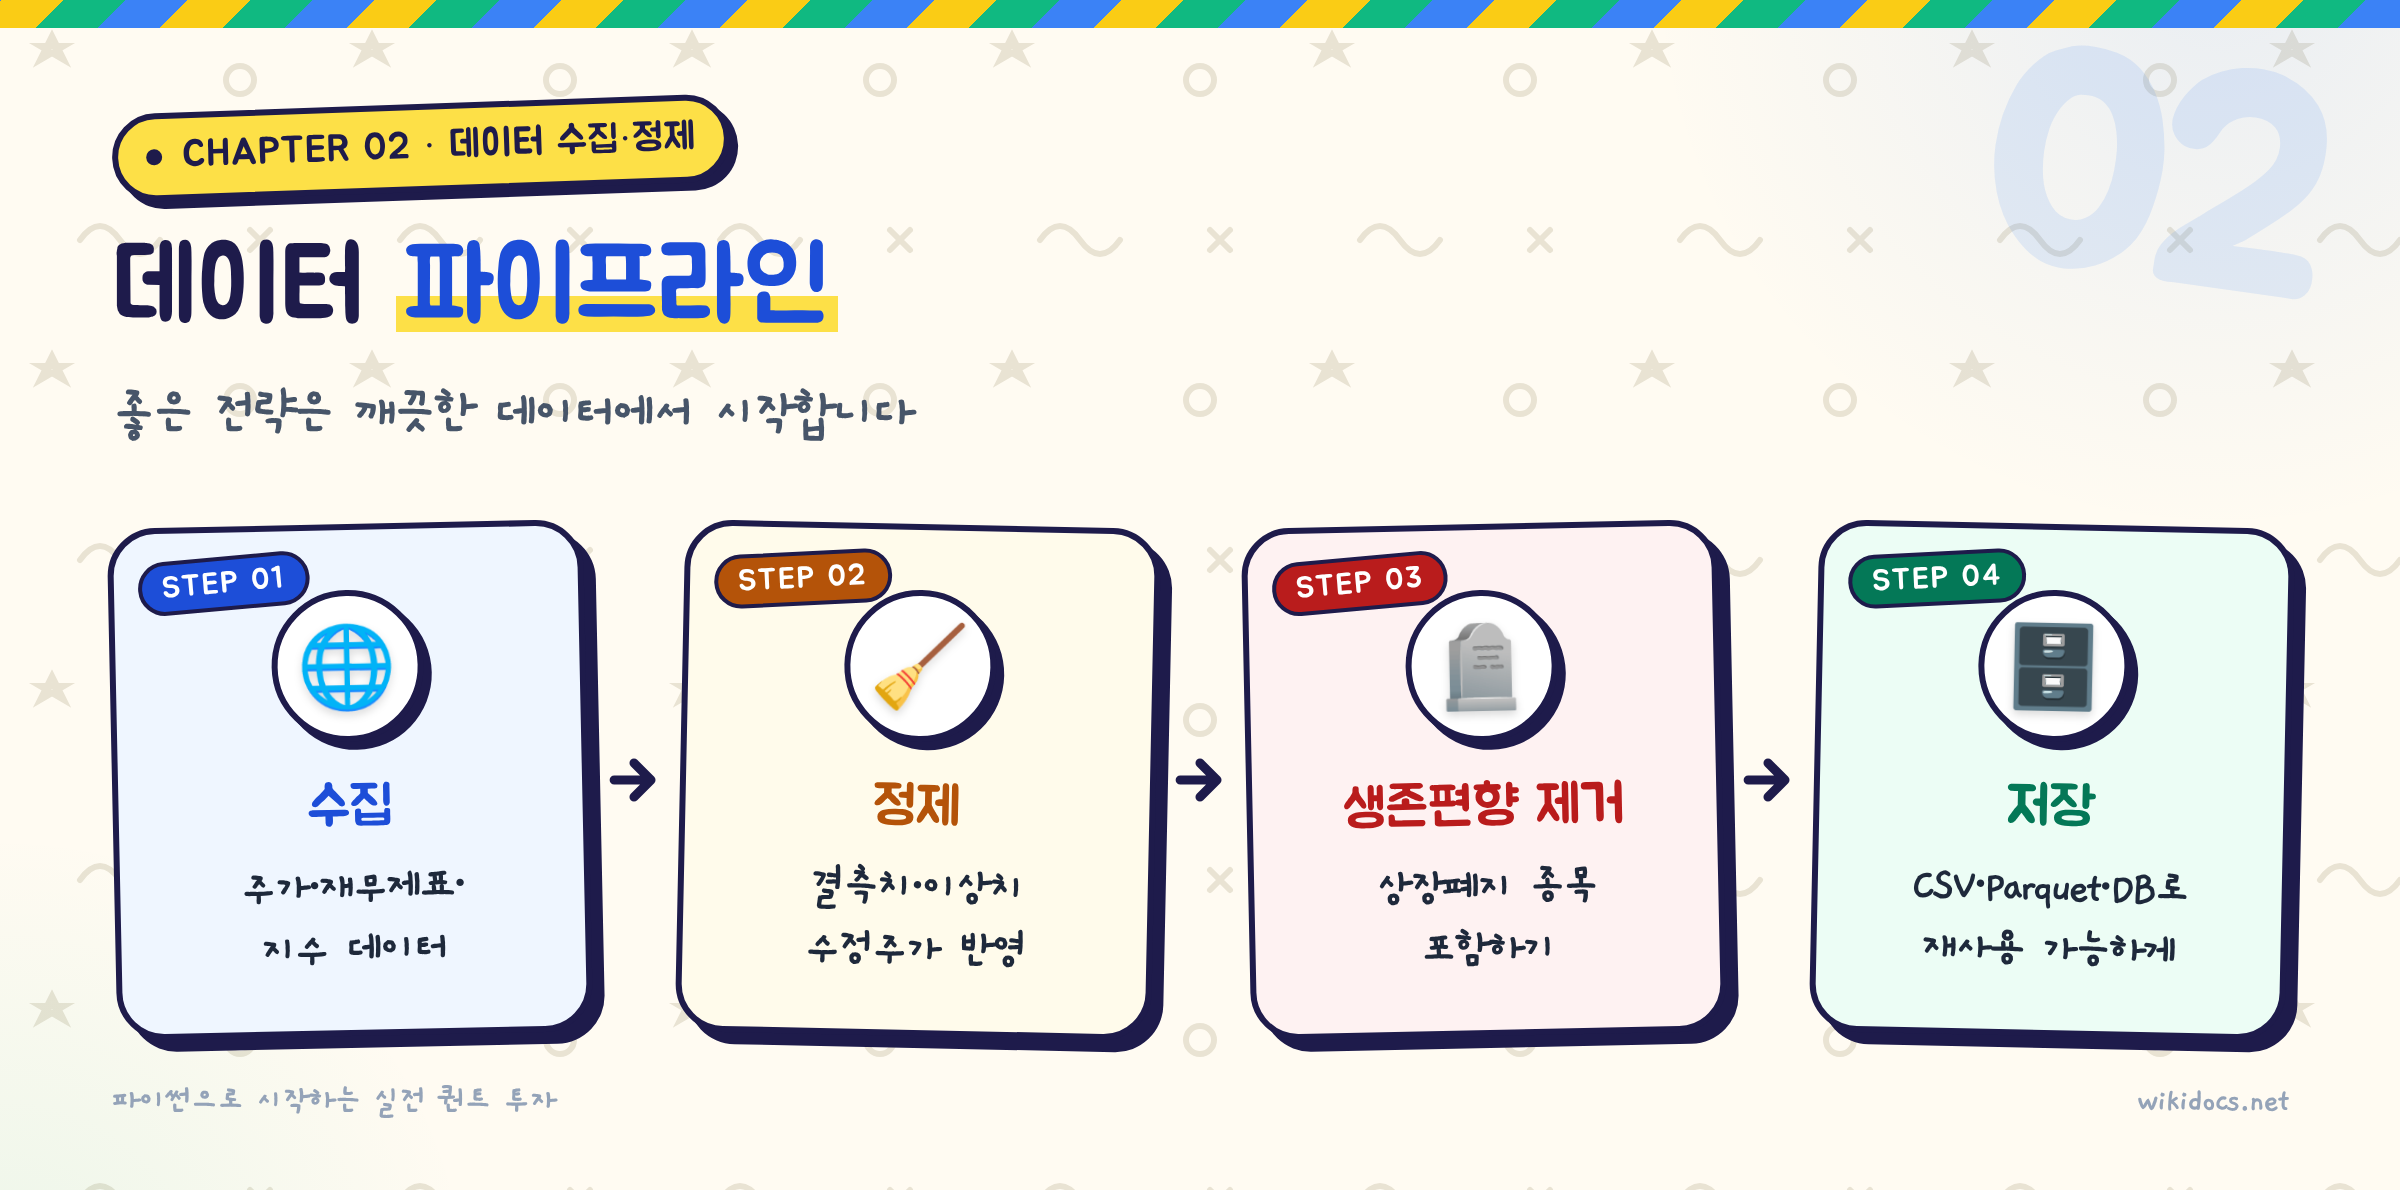 CHAPTER 02 · 데이터 수집·정제
02
데이터 파이프라인
좋은 전략은 깨끗한 데이터에서 시작합니다
STEP 01
수집
주가·재무제표·
지수 데이터
STEP 02
정제
결측치·이상치
수정주가 반영
STEP 03
생존편향 제거
상장폐지 종목
포함하기
STEP 04
저장
CSV·Parquet·DB로
재사용 가능하게
파이썬으로 시작하는 실전 퀀트 투자
wikidocs.net